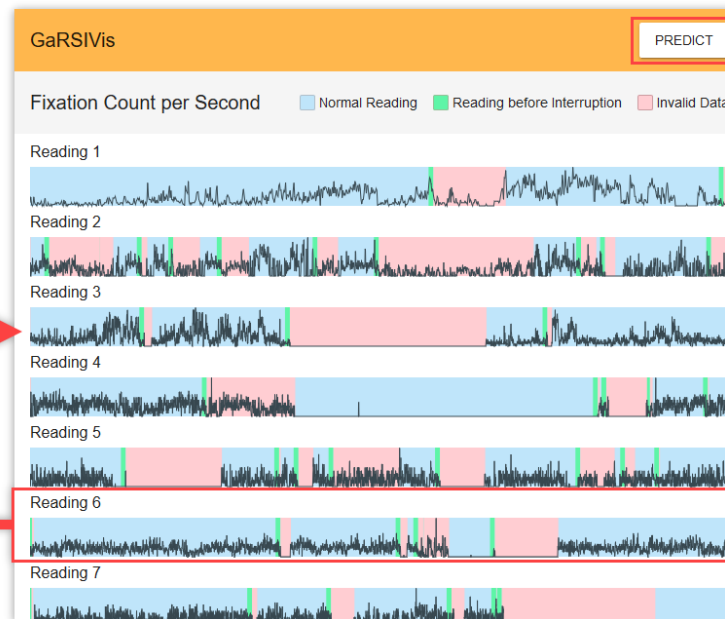 GaRSIVis
PREDICT
Fixation Count per Second
Normal Reading
Reading before Interruption
Invalid Data
Reading 1
Reading 2
Reading 3
Reading 4
Reading 5
Reading 6
Reading 7